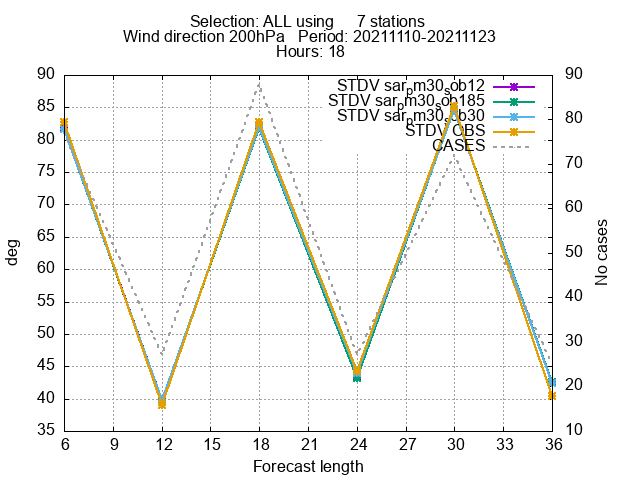 Selection: ALL using 7 stations
Wind direction 200hPa Period: 20211110-20211123
Hours: 18
STDV sar_pm30_sob12
STDV sar_pm30_sob185
STDV sar_pm30_sob30
STDV OBS
CASES
90
85
80
75
70
65
60
55
50
45
40
35
deg
90
80
70
60
50
40
30
20
10
No cases
6 9 12 15 18 21 24 27 30 33 36
Forecast length